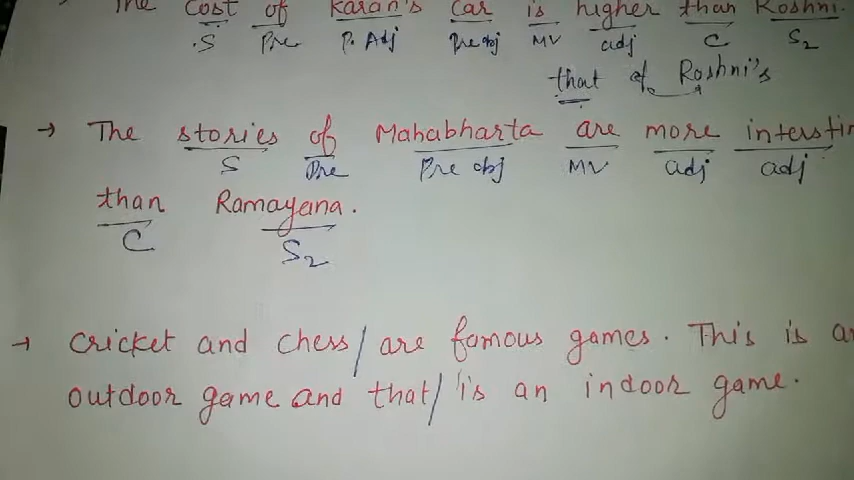 The cost of Karan's Car is higher than Roshni.
.S Pre P. Adj Pre obj MV adj C S2
that of Roshni's
→ The stories of Mahabharta are more interstin
S Pre Pre obj MV adj adj
than Ramayana.
C S2
→ cricket and chess/ are famous games. This is an
outdoor game and that/ is an indoor game.